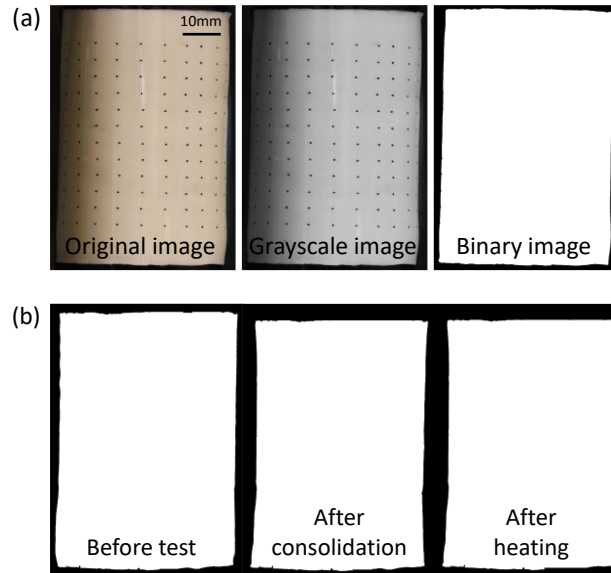 (a)
10mm
Original image
Grayscale image
Binary image
(b)
Before test
After
consolidation
After
heating